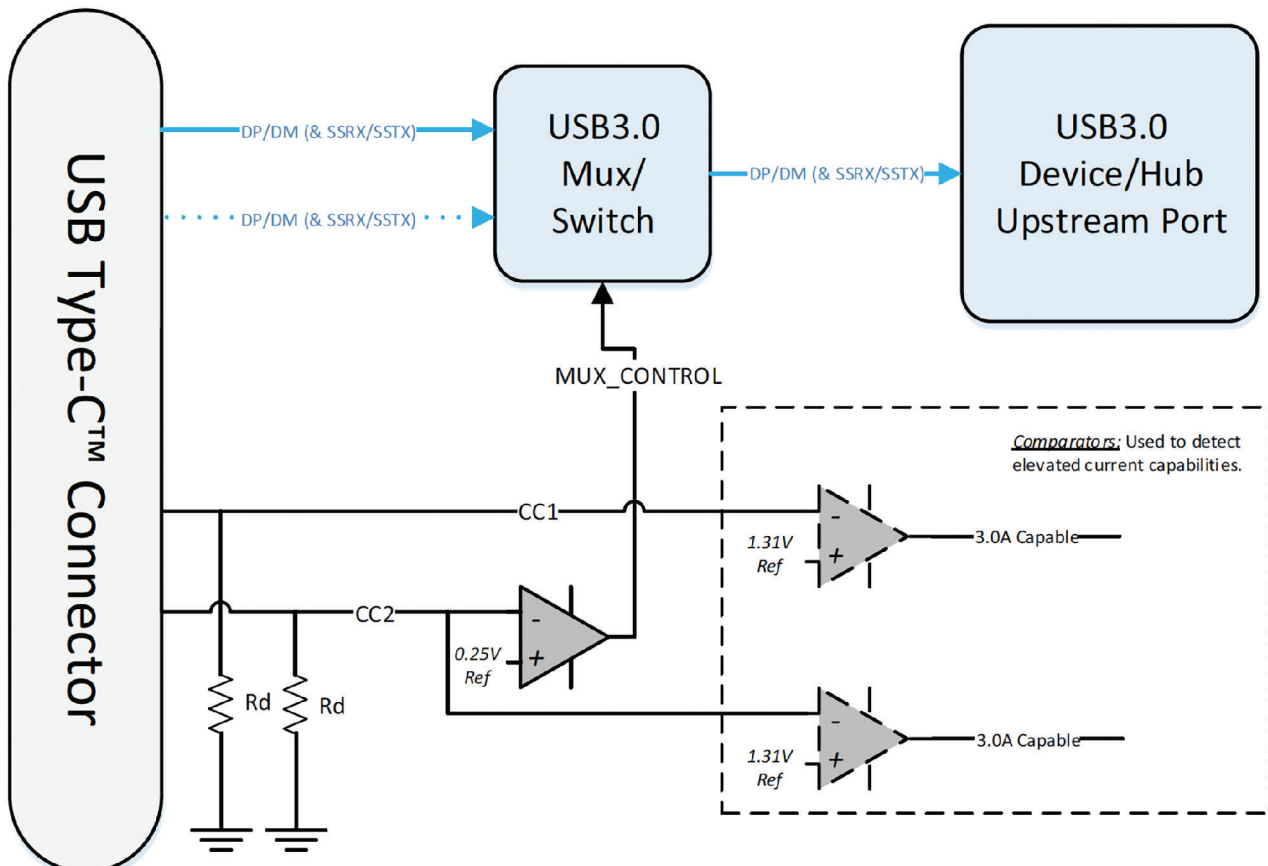 USB Type-C™ Connector
DP/DM (& SSRX/SSTX)
DP/DM (& SSRX/SSTX)
USB3.0
Mux/
Switch
DP/DM (& SSRX/SSTX)
USB3.0
Device/Hub
Upstream Port
MUX_CONTROL
Comparators: Used to detect
elevated current capabilities.
CC1
-
+
1.31V
Ref
3.0A Capable
CC2
-
+
0.25V
Ref
Rd
Rd
-
+
1.31V
Ref
3.0A Capable